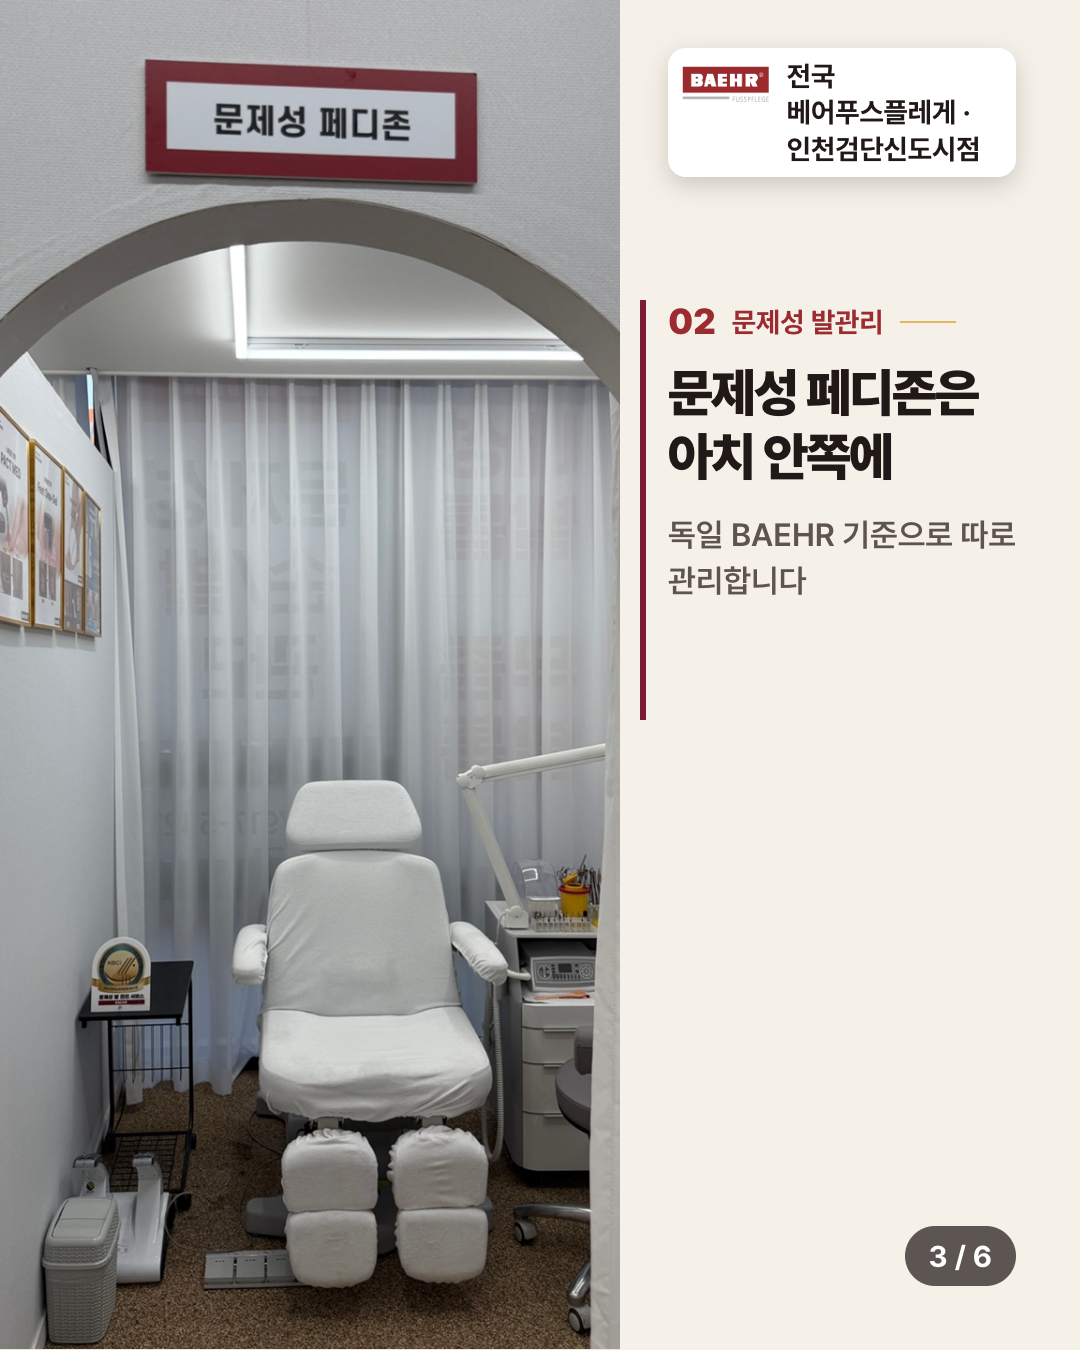 문제성 페디존
BAEHR
FUSSPFLEGE
전국
베어푸스플레게 ·
인천검단신도시점
02 문제성 발관리
문제성 페디존은
아치 안쪽에
독일 BAEHR 기준으로 따로
관리합니다
3 / 6